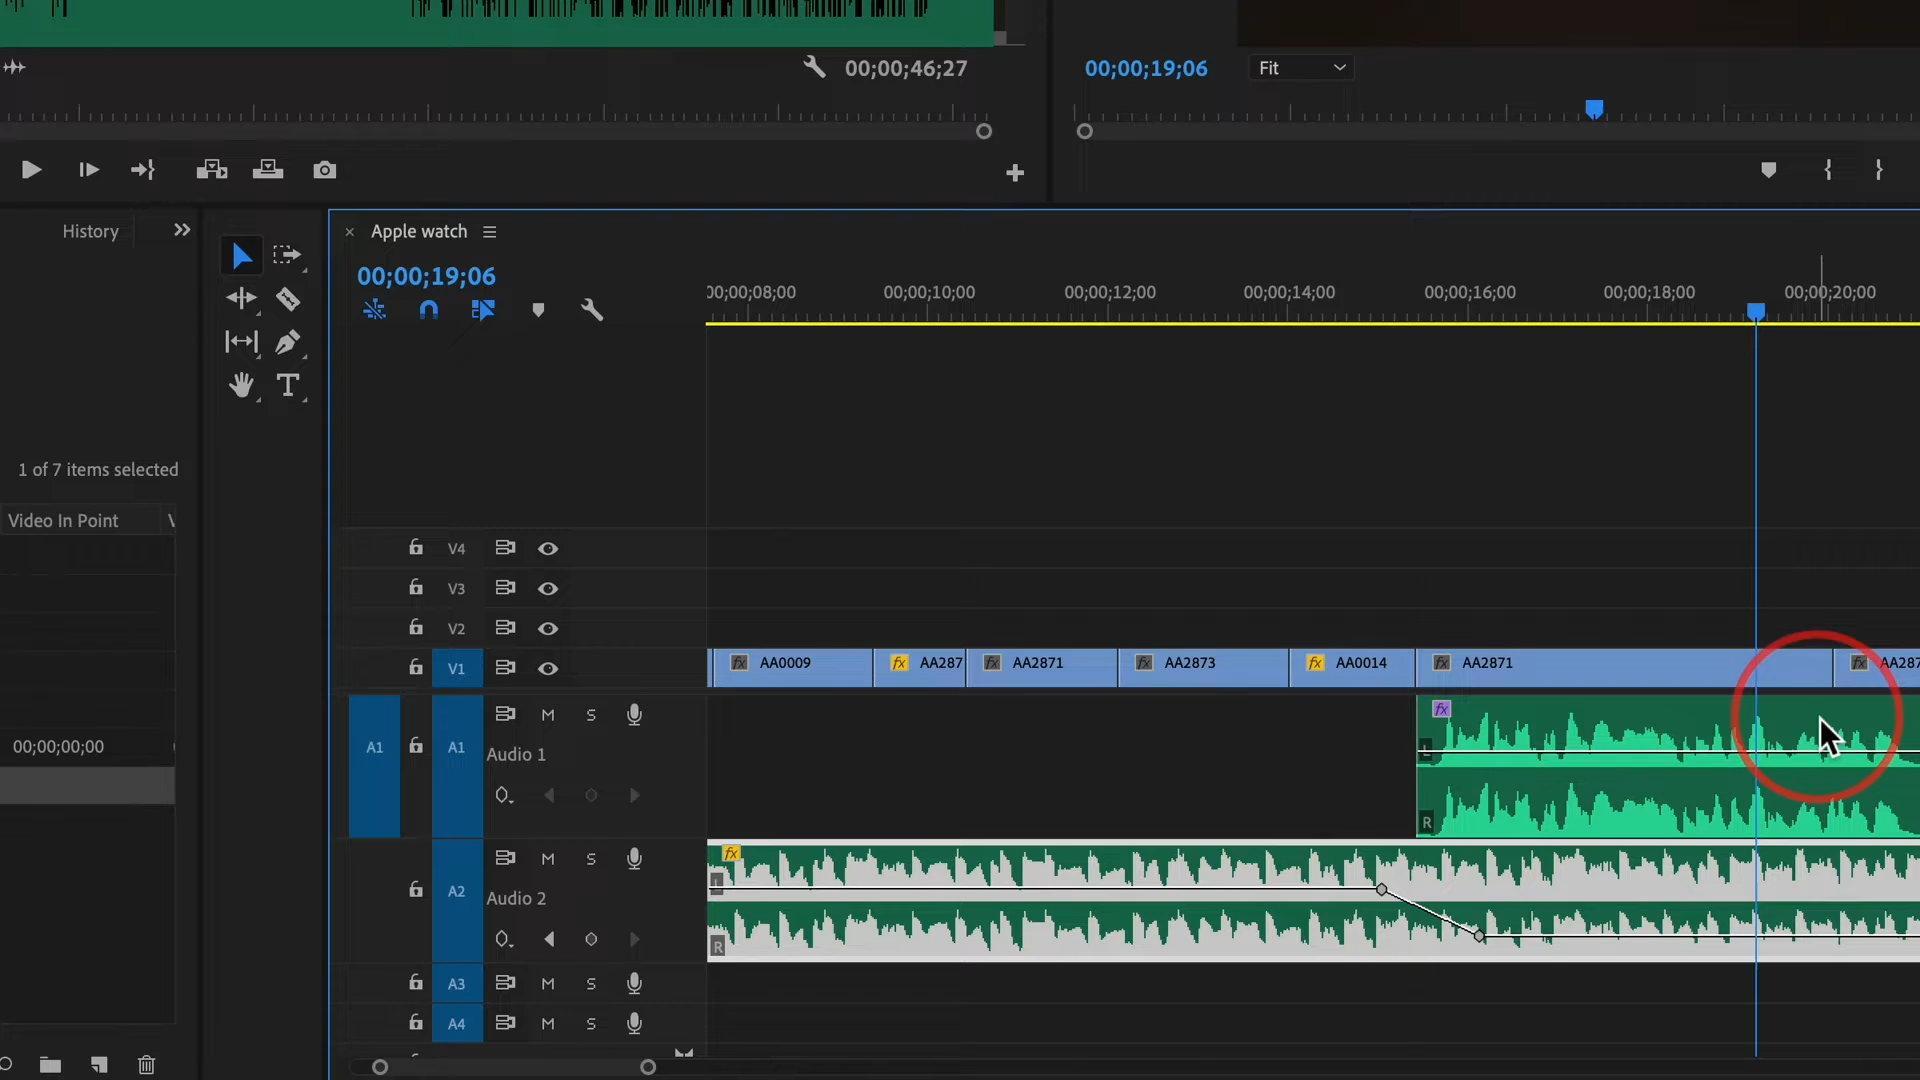 00;00;46;27
00;00;19;06
Fit
History
Apple watch
00;00;19;06
00;00;08;00
00;00;10;00
00;00;12;00
00;00;14;00
00;00;16;00
00;00;18;00
00;00;20;00
1 of 7 items selected
Video In Point
00;00;00;00
V4
V3
V2
V1
fx AA0009
fx AA287
fx AA2871
fx AA2873
fx AA0014
fx AA2871
fx AA287
A1
A1
M S
Audio 1
fx
L
R
A2
M S
Audio 2
fx
L
R
A3 M S
A4 M S